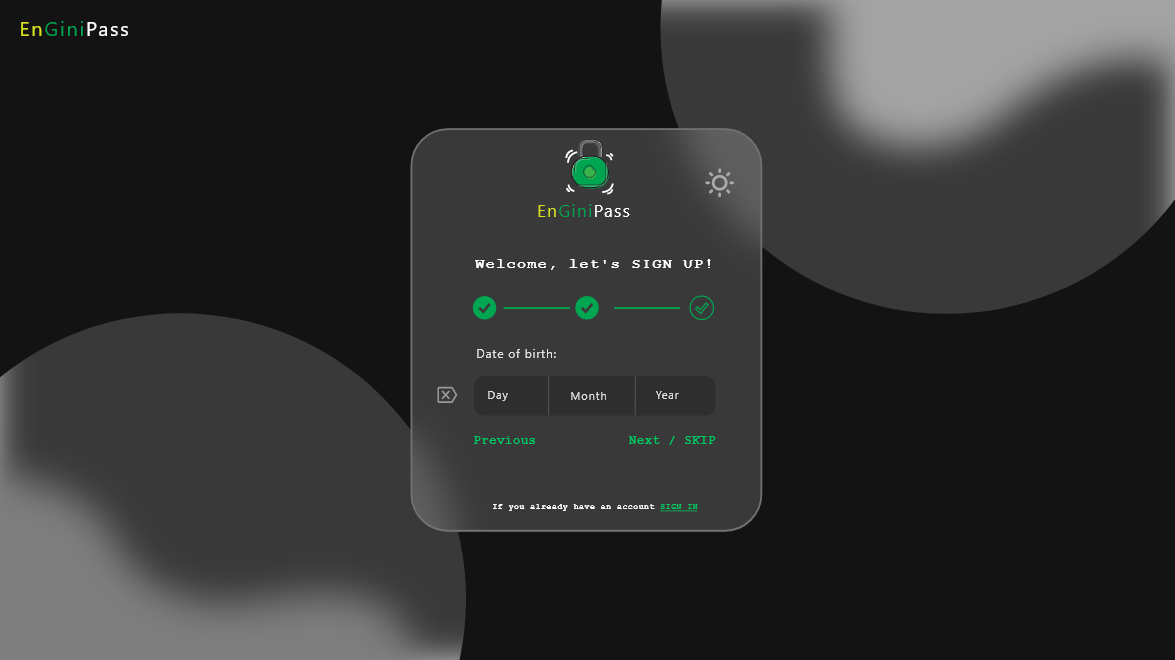 EnGiniPass
EnGiniPass
Welcome, let's SIGN UP!
Date of birth:
Day Month Year
Previous Next / SKIP
If you already have an account SIGN IN